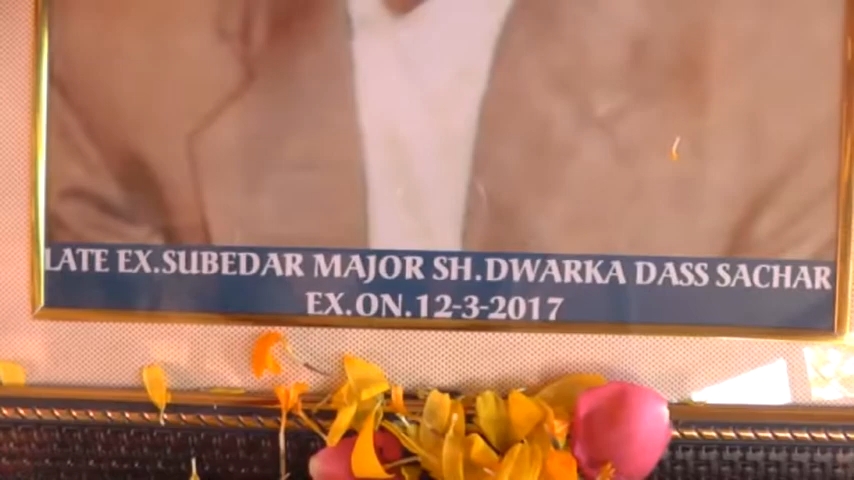 LATE EX.SUBEDAR MAJOR SH.DWARKA DASS SACHAR
EX.ON.12-3-2017